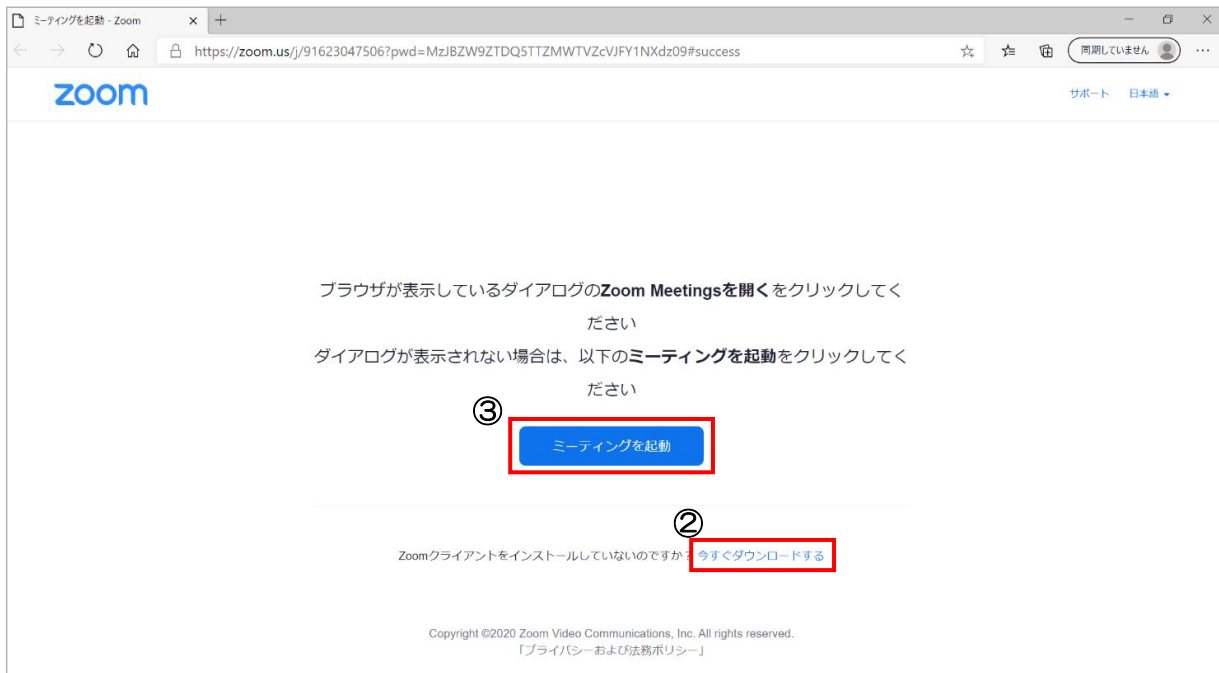 ミーティングを起動 - Zoom
https://zoom.us/j/91623047506?pwd=MzJBZW9ZTDQ5TTZMWTVZcVJFY1NXdz09#success
同期していません
zoom
サポート 日本語
ブラウザが表示しているダイアログのZoom Meetingsを開くをクリックしてく
ださい
ダイアログが表示されない場合は、以下のミーティングを起動をクリックしてく
ださい
③
ミーティングを起動
②
Zoomクライアントをインストールしていないのですか? 今すぐダウンロードする
Copyright ©2020 Zoom Video Communications, Inc. All rights reserved.
「プライバシーおよび法務ポリシー」